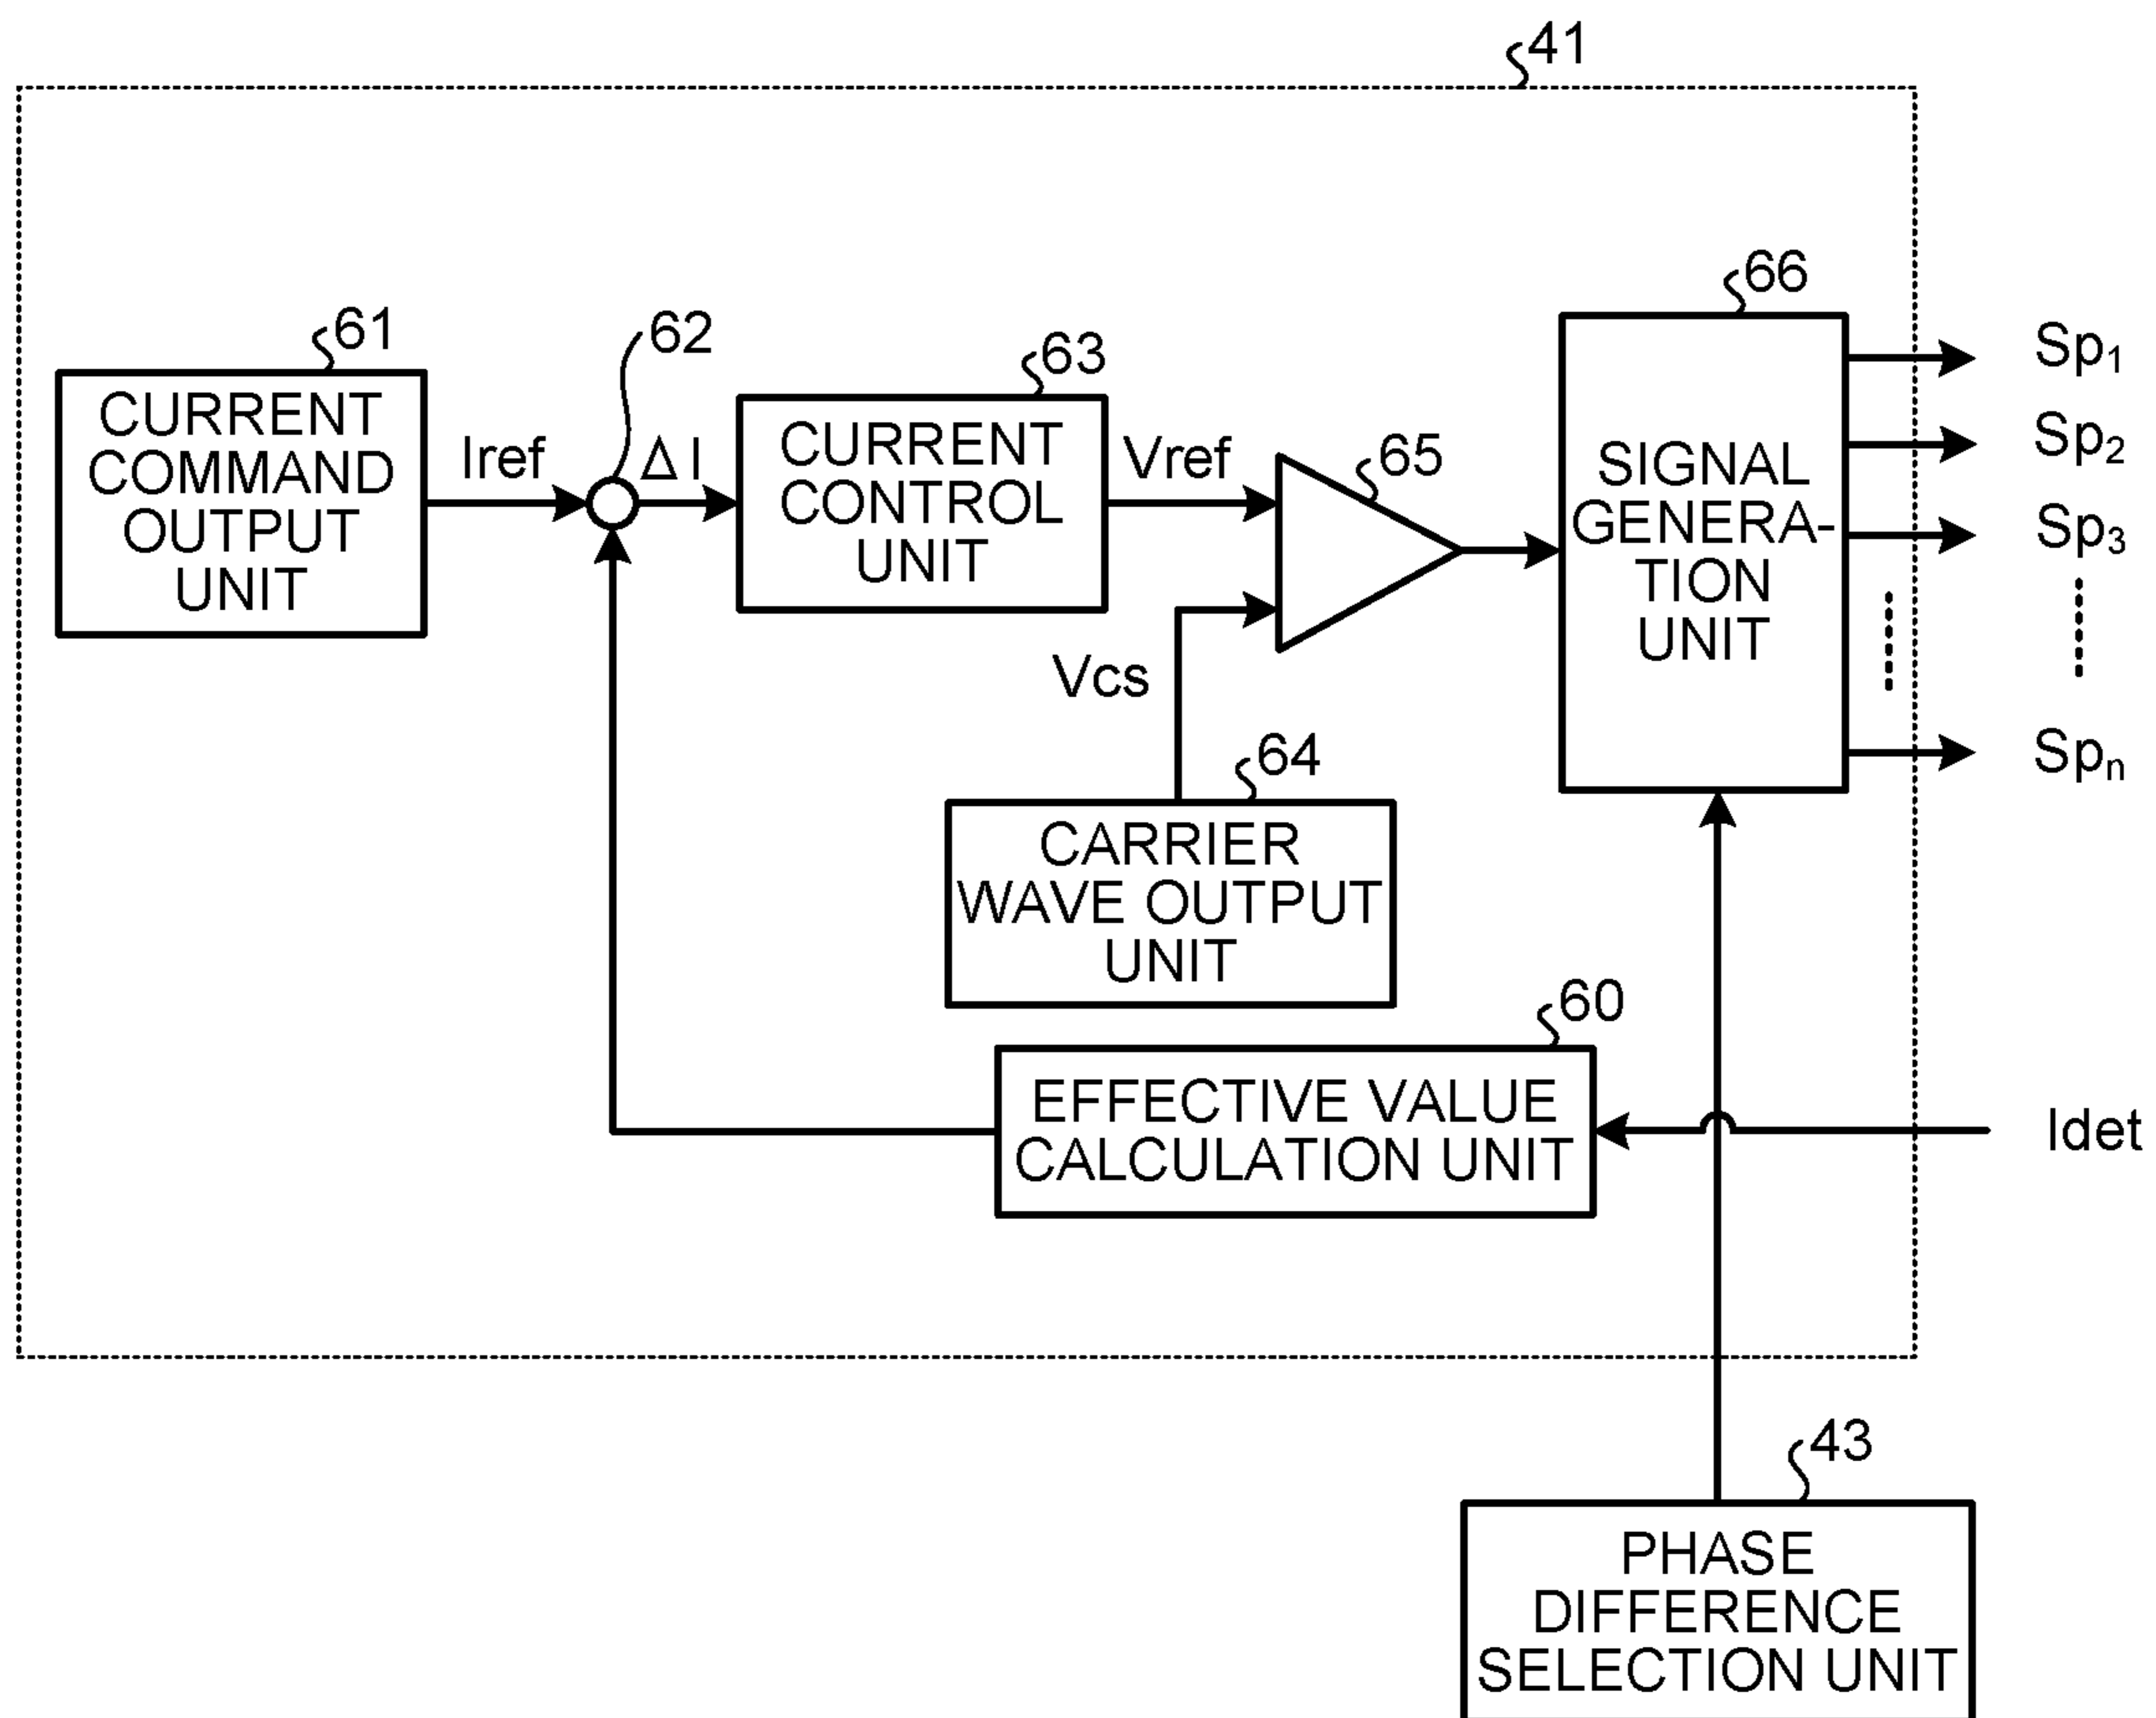 41
66
Sp1
61
62
63
CURRENT
COMMAND
OUTPUT
UNIT
Iref
ΔI
CURRENT
CONTROL
UNIT
Vref
65
SIGNAL
GENERA-
TION
UNIT
Sp2
Sp3
Spn
Vcs
64
CARRIER
WAVE OUTPUT
UNIT
60
EFFECTIVE VALUE
CALCULATION UNIT
Idet
43
PHASE
DIFFERENCE
SELECTION UNIT